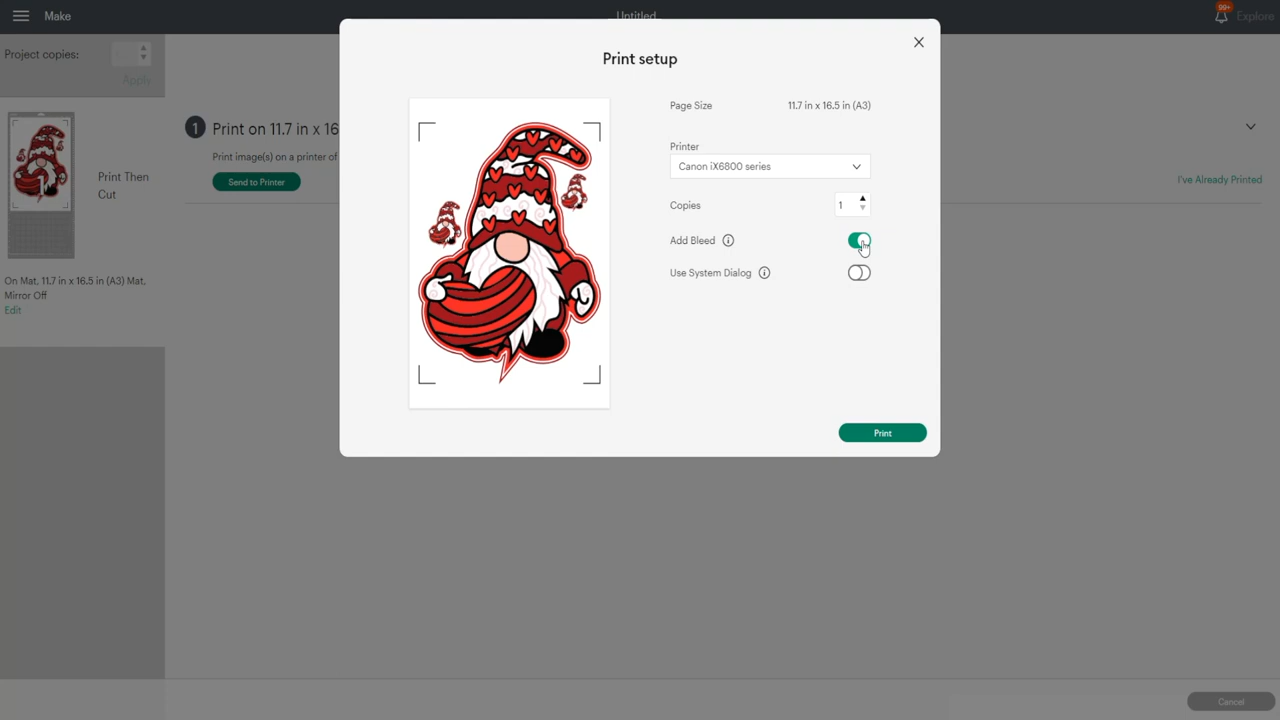 Make
Untitled
99+
Explore
Project copies:
Apply
Print Then
Cut
On Mat, 11.7 in x 16.5 in (A3) Mat,
Mirror Off
Edit
1 Print on 11.7 in x 16
Print image(s) on a printer of
Send to Printer
I've Already Printed
Print setup
Page Size 11.7 in x 16.5 in (A3)
Printer
Canon iX6800 series
Copies 1
Add Bleed
Use System Dialog
Print
Cancel